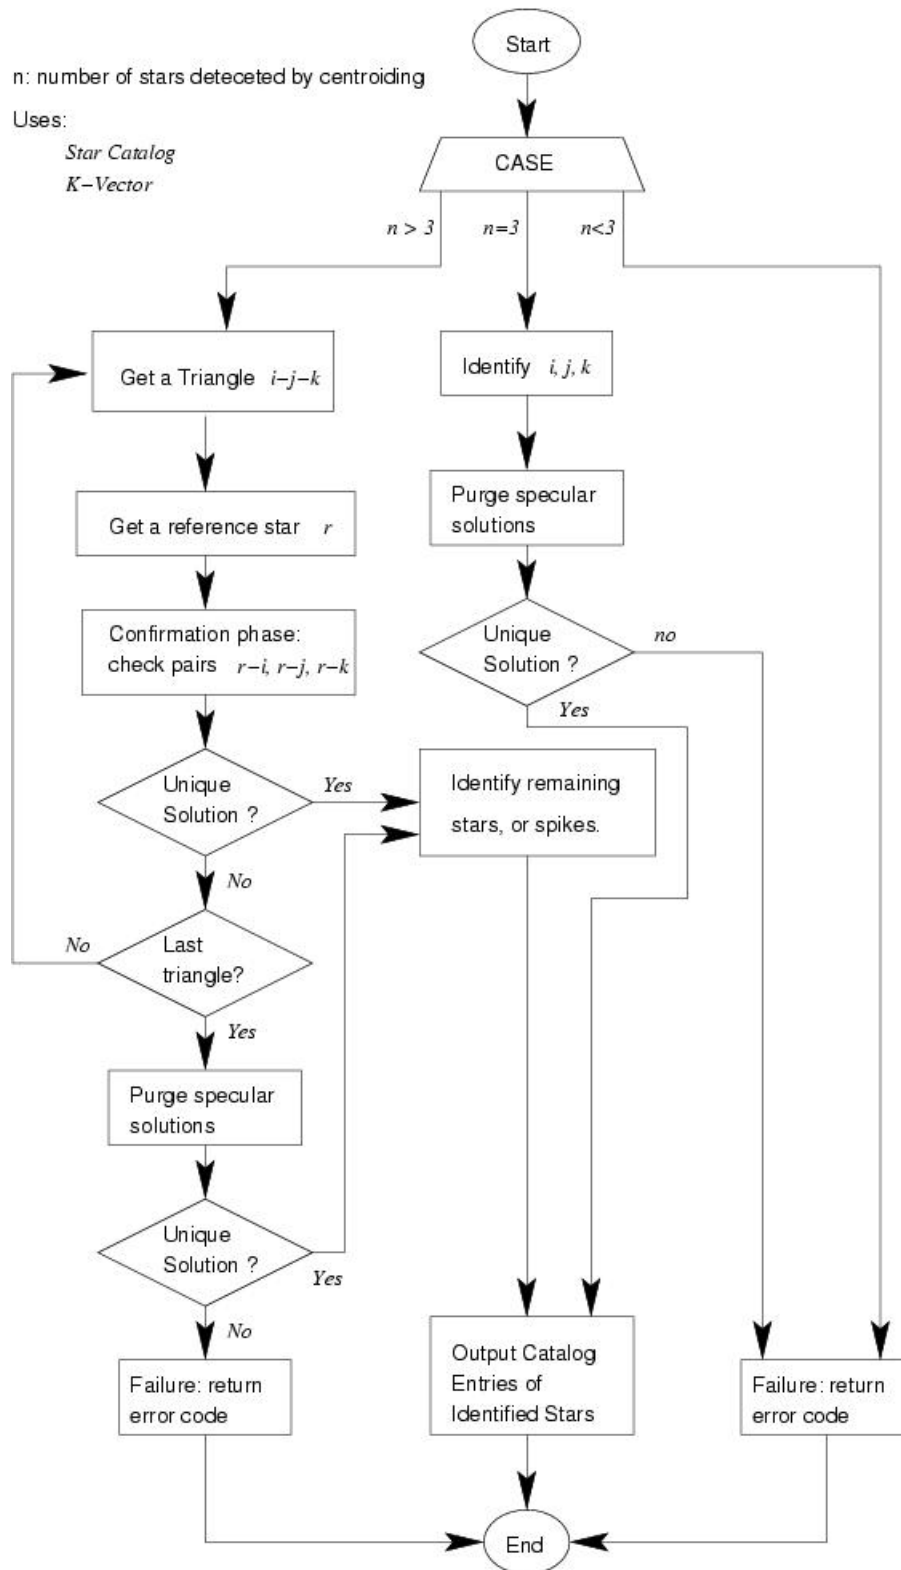 Start
n: number of stars deteceted by centroiding
Uses:
Star Catalog
K-Vector
CASE
n > 3
n=3
n<3
Get a Triangle i-j-k
Identify i, j, k
Get a reference star r
Purge specular
solutions
Confirmation phase:
check pairs r-i, r-j, r-k
Unique
Solution ?
no
Yes
Unique
Solution ?
Yes
Identify remaining
stars, or spikes.
No
Last
triangle?
No
Yes
Purge specular
solutions
Unique
Solution ?
Yes
No
Failure: return
error code
Output Catalog
Entries of
Identified Stars
Failure: return
error code
End